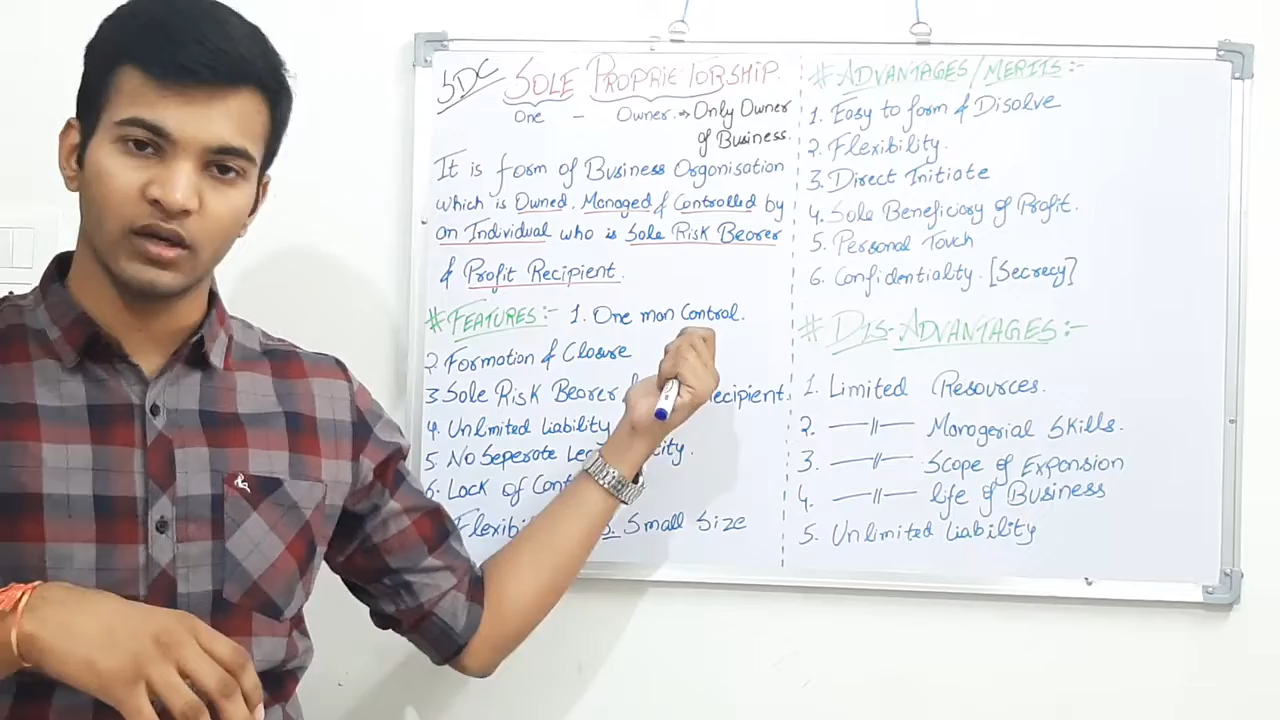 SDC SOLE PROPRIETORSHIP.
One - Owner → Only Owner
of Business.
It is form of Business Orgonisation
which is Owned, Managed & Controlled by
an Individual who is Sole Risk Bearer
& Profit Recipient.
# FEATURES:- 1. One man Control.
2 Formation & Closure
3 Sole Risk Bearer Recipient.
4. Unlimited liability
5 No Seperate
6. Lack of
Small Size
# ADVANTAGES/MERITS:-
1. Easy to form & Disolve
2. Flexibility.
3. Direct Initiate
4. Sole Beneficiary of Profit.
5. Personal Touch
6. Confidentiality. [Secrecy]
# DIS-ADVANTAGES:-
1. Limited Resources.
2. —〃— Managerial Skills.
3. —〃— Scope of Expansion
4. —〃— life of Business
5. Unlimited liability